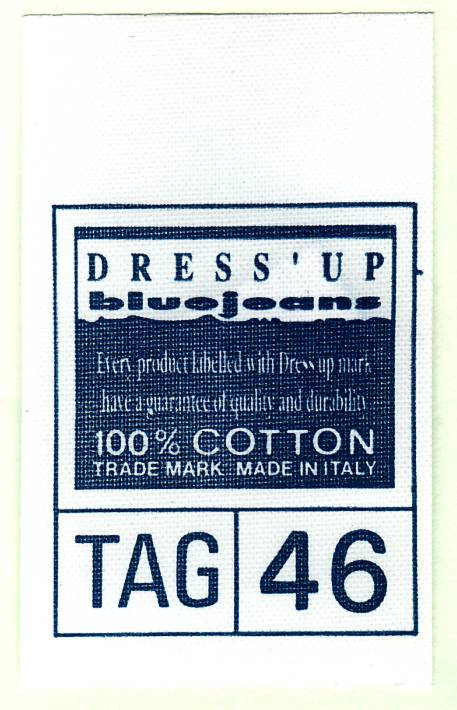 DRESS'UP
bluejeans
Every product labelled with Dress up mark
have a guarantee of quality and durability
100% COTTON
TRADE MARK MADE IN ITALY
TAG 46